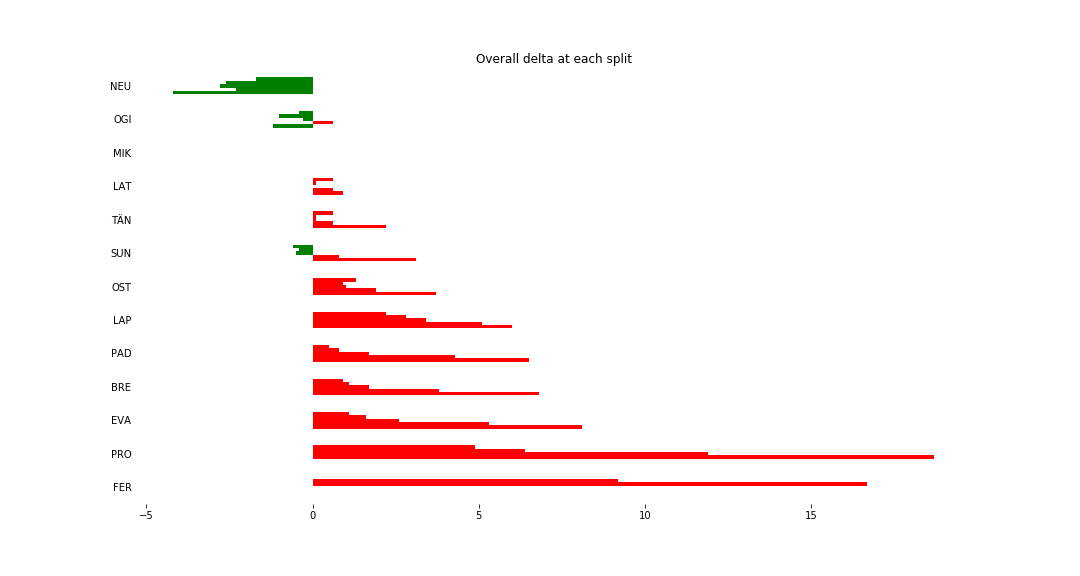 Overall delta at each split
NEU
OGI
MIK
LAT
TÄN
SUN
OST
LAP
PAD
BRE
EVA
PRO
FER
−5 0 5 10 15